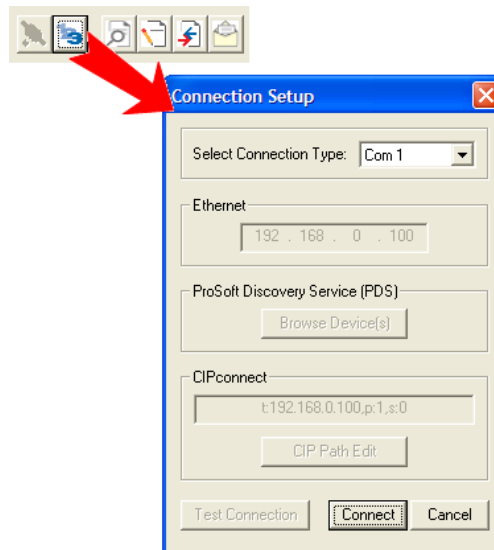 Connection Setup
Select Connection Type: Com 1
Ethernet
192 . 168 . 0 . 100
ProSoft Discovery Service (PDS)
Browse Device(s)
CIPconnect
t:192.168.0.100,p:1,s:0
CIP Path Edit
Test Connection Connect Cancel